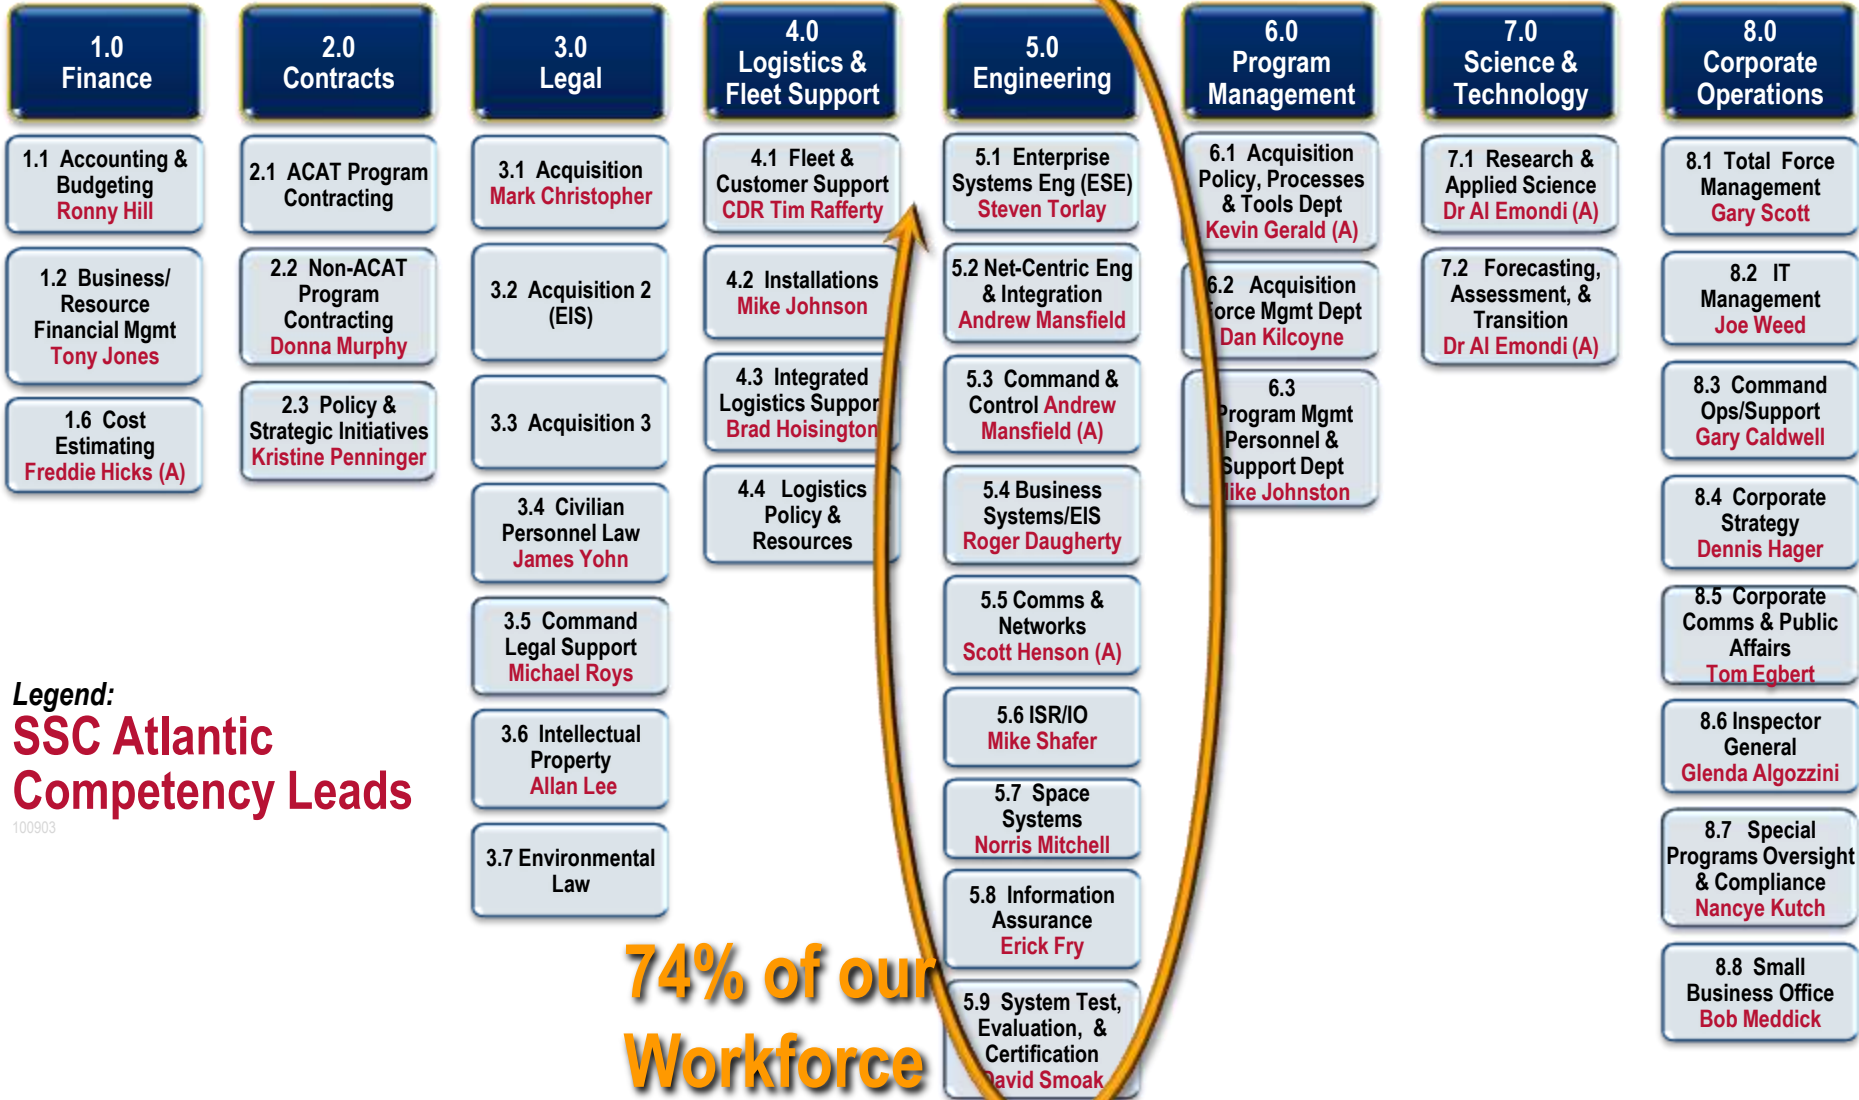 1.0
Finance
1.1 Accounting &
Budgeting
Ronny Hill
1.2 Business/
Resource
Financial Mgmt
Tony Jones
1.6 Cost
Estimating
Freddie Hicks (A)
2.0
Contracts
2.1 ACAT Program
Contracting
2.2 Non-ACAT
Program
Contracting
Donna Murphy
2.3 Policy &
Strategic Initiatives
Kristine Penninger
3.0
Legal
3.1 Acquisition
Mark Christopher
3.2 Acquisition 2
(EIS)
3.3 Acquisition 3
3.4 Civilian
Personnel Law
James Yohn
3.5 Command
Legal Support
Michael Roys
3.6 Intellectual
Property
Allan Lee
3.7 Environmental
Law
4.0
Logistics &
Fleet Support
4.1 Fleet &
Customer Support
CDR Tim Rafferty
4.2 Installations
Mike Johnson
4.3 Integrated
Logistics Support
Brad Hoisington
4.4 Logistics
Policy &
Resources
5.0
Engineering
5.1 Enterprise
Systems Eng (ESE)
Steven Torlay
5.2 Net-Centric Eng
& Integration
Andrew Mansfield
5.3 Command &
Control Andrew
Mansfield (A)
5.4 Business
Systems/EIS
Roger Daugherty
5.5 Comms &
Networks
Scott Henson (A)
5.6 ISR/IO
Mike Shafer
5.7 Space
Systems
Norris Mitchell
5.8 Information
Assurance
Erick Fry
5.9 System Test,
Evaluation, &
Certification
David Smoak
6.0
Program
Management
6.1 Acquisition
Policy, Processes
& Tools Dept
Kevin Gerald (A)
6.2 Acquisition
Force Mgmt Dept
Dan Kilcoyne
6.3
Program Mgmt
Personnel &
Support Dept
Mike Johnston
7.0
Science &
Technology
7.1 Research &
Applied Science
Dr Al Emondi (A)
7.2 Forecasting,
Assessment, &
Transition
Dr Al Emondi (A)
8.0
Corporate
Operations
8.1 Total Force
Management
Gary Scott
8.2 IT
Management
Joe Weed
8.3 Command
Ops/Support
Gary Caldwell
8.4 Corporate
Strategy
Dennis Hager
8.5 Corporate
Comms & Public
Affairs
Tom Egbert
8.6 Inspector
General
Glenda Algozzini
8.7 Special
Programs Oversight
& Compliance
Nancye Kutch
8.8 Small
Business Office
Bob Meddick
Legend:
SSC Atlantic
Competency Leads
100903
74% of our
Workforce